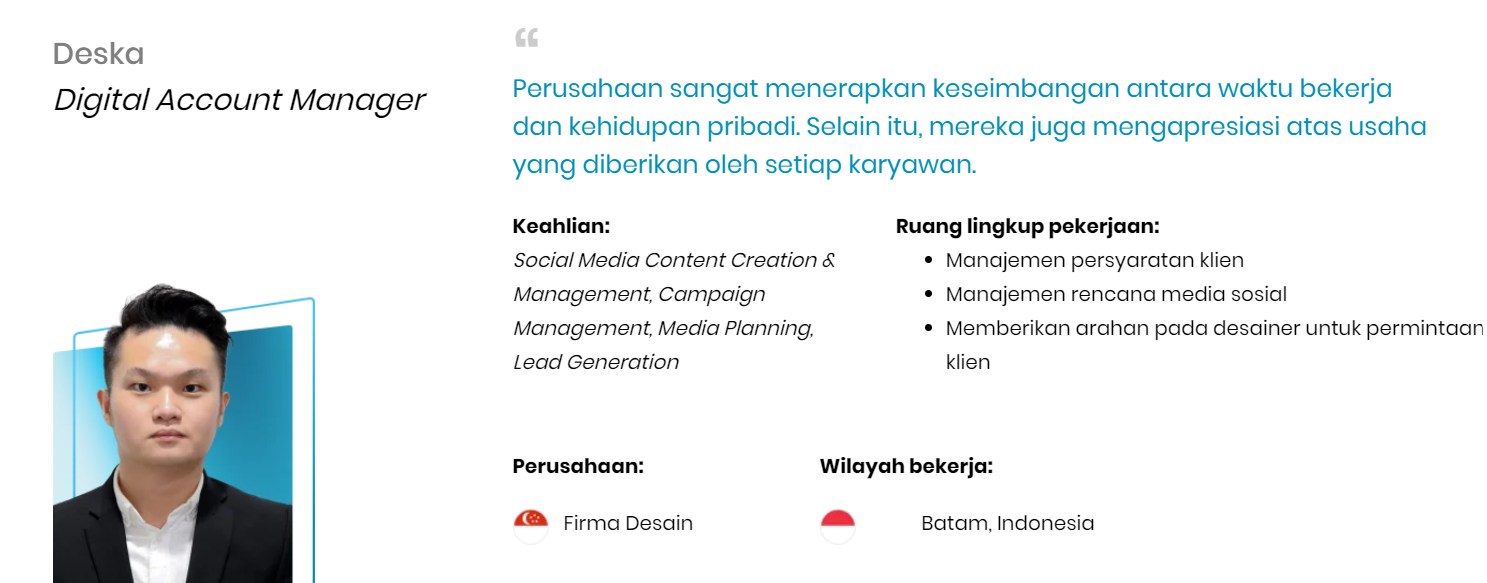 Deska
Digital Account Manager
“
Perusahaan sangat menerapkan keseimbangan antara waktu bekerja
dan kehidupan pribadi. Selain itu, mereka juga mengapresiasi atas usaha
yang diberikan oleh setiap karyawan.
Keahlian:
Social Media Content Creation &
Management, Campaign
Management, Media Planning,
Lead Generation
Ruang lingkup pekerjaan:
• Manajemen persyaratan klien
• Manajemen rencana media sosial
• Memberikan arahan pada desainer untuk permintaan
klien
Perusahaan:
Firma Desain
Wilayah bekerja:
Batam, Indonesia